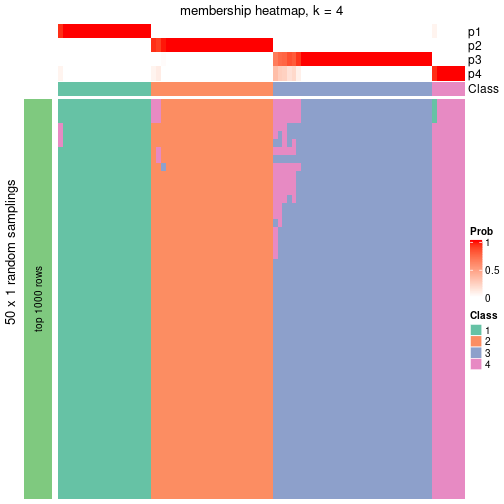 membership heatmap, k = 4
p1
p2
p3
p4
Class
50 x 1 random samplings
top 1000 rows
Prob
1
0.5
0
Class
1
2
3
4